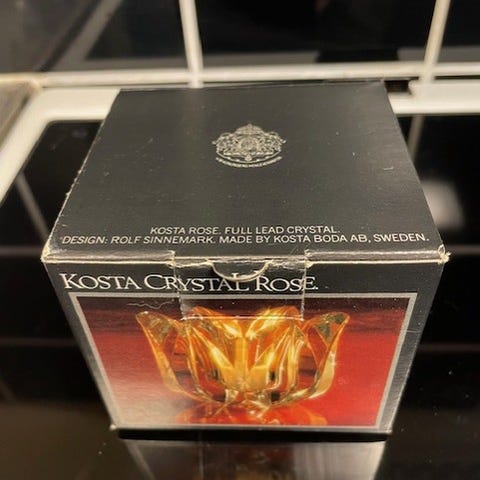 KOSTA ROSE. FULL LEAD CRYSTAL.
DESIGN: ROLF SINNEMARK. MADE BY KOSTA BODA AB, SWEDEN.
KOSTA CRYSTAL ROSE.